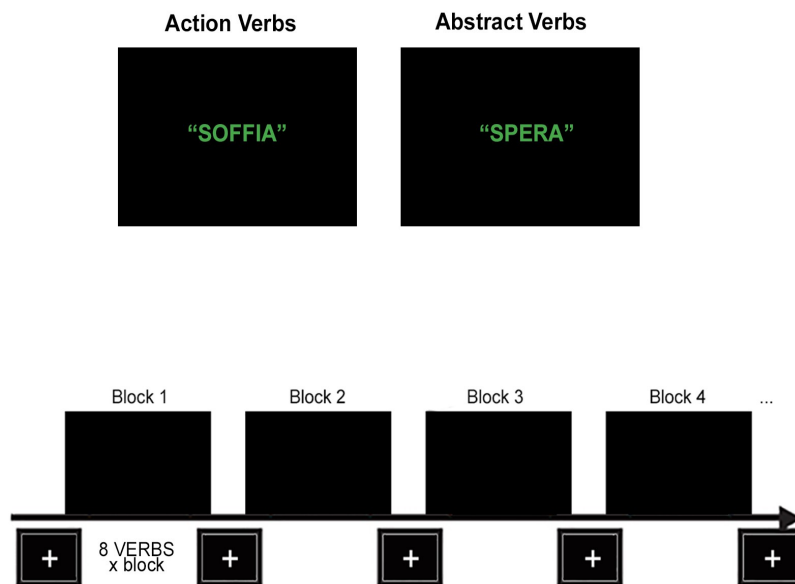 Action Verbs
Abstract Verbs
“SOFFIA”
“SPERA”
Block 1
Block 2
Block 3
Block 4
...
+
8 VERBS
x block
+
+
+
+